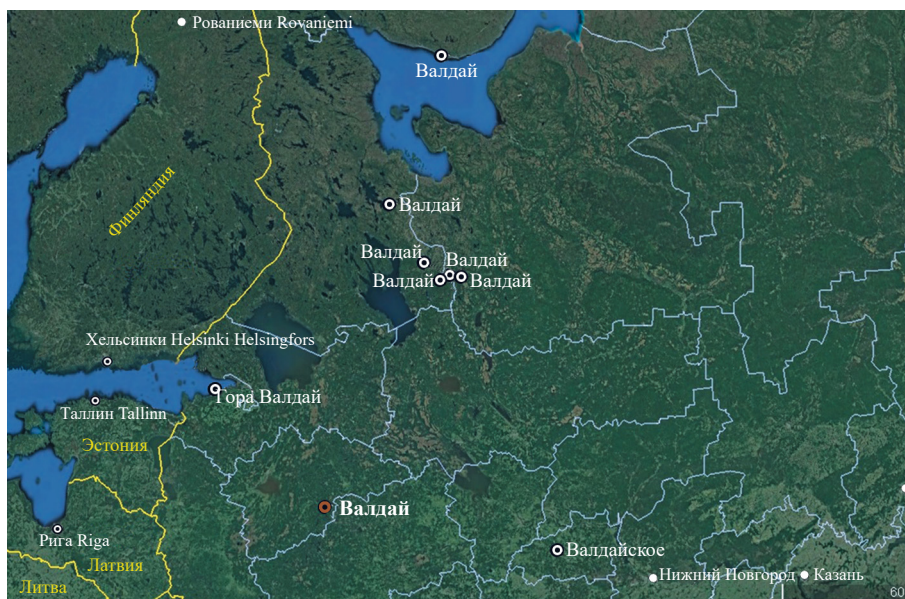 Рованиеми Rovaniemi
Валдай
Финляндия
Валдай
Валдай
Валдай
Валдай
Валдай
Хельсинки Helsinki Helsingfors
Гора Валдай
Таллин Tallinn
Эстония
Валдай
Рига Riga
Валдайское
Латвия
Нижний Новгород
Казань
Литва
60